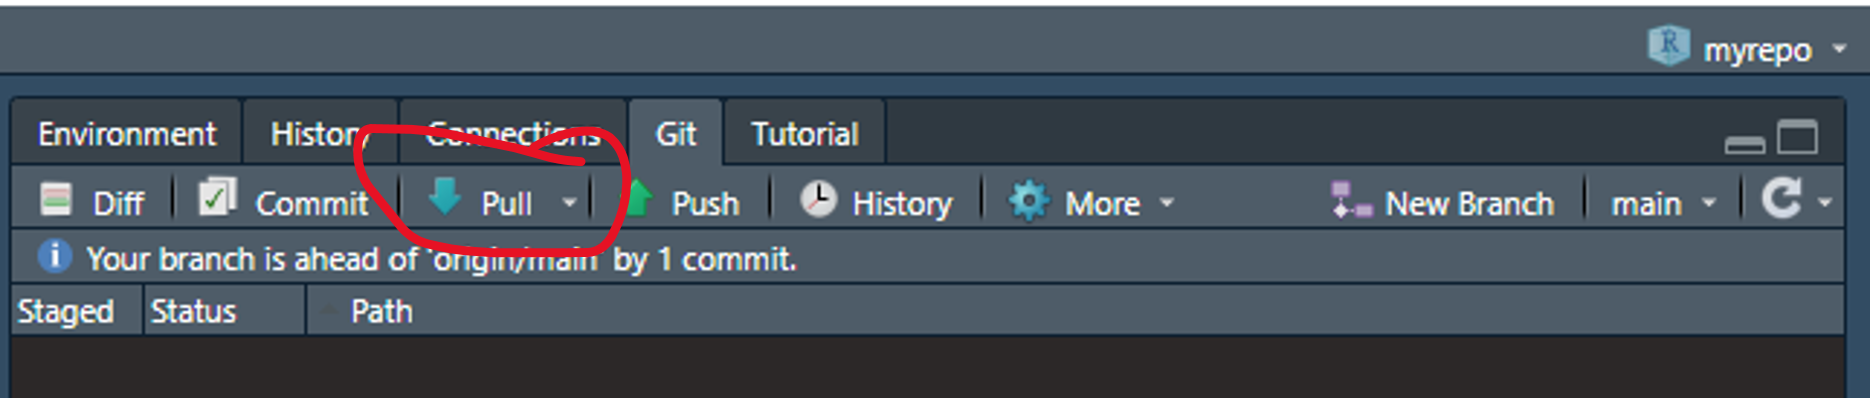 myrepo
Environment History Connections Git Tutorial
Diff Commit Pull Push History More New Branch main
Your branch is ahead of 'origin/main' by 1 commit.
Staged Status Path